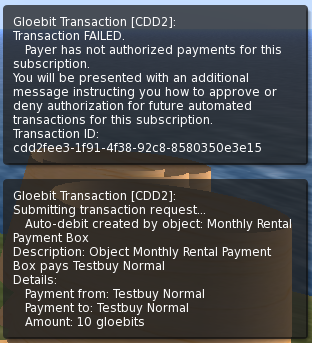 Gloebit Transaction [CDD2]:
Transaction FAILED.
Payer has not authorized payments for this
subscription.
You will be presented with an additional
message instructing you how to approve or
deny authorization for future automated
transactions for this subscription.
Transaction ID:
cdd2fee3-1f91-4f38-92c8-8580350e3e15
Gloebit Transaction [CDD2]:
Submitting transaction request...
Auto-debit created by object: Monthly Rental
Payment Box
Description: Object Monthly Rental Payment
Box pays Testbuy Normal
Details:
Payment from: Testbuy Normal
Payment to: Testbuy Normal
Amount: 10 gloebits